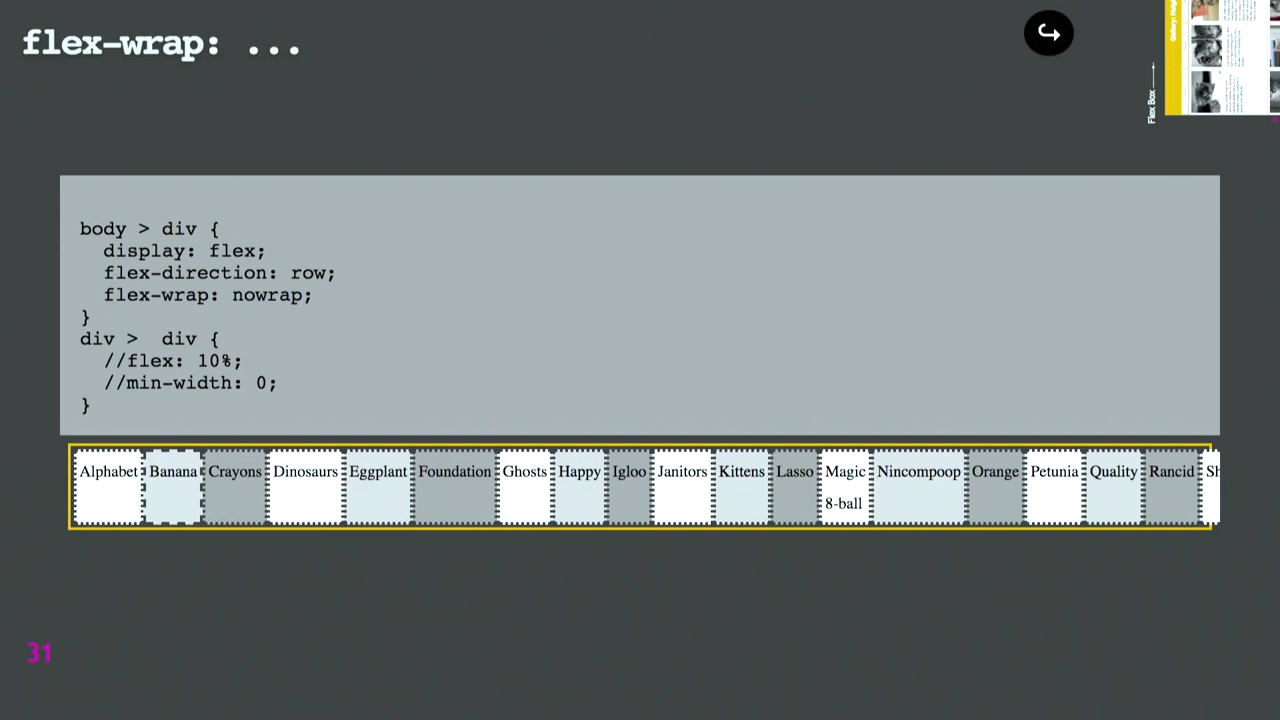 flex-wrap: ...
Flex Box
body > div {
display: flex;
flex-direction: row;
flex-wrap: nowrap;
}
div >  div {
//flex: 10%;
//min-width: 0;
}
Alphabet Banana Crayons Dinosaurs Eggplant Foundation Ghosts Happy Igloo Janitors Kittens Lasso Magic Nincompoop Orange Petunia Quality Rancid
8-ball
31